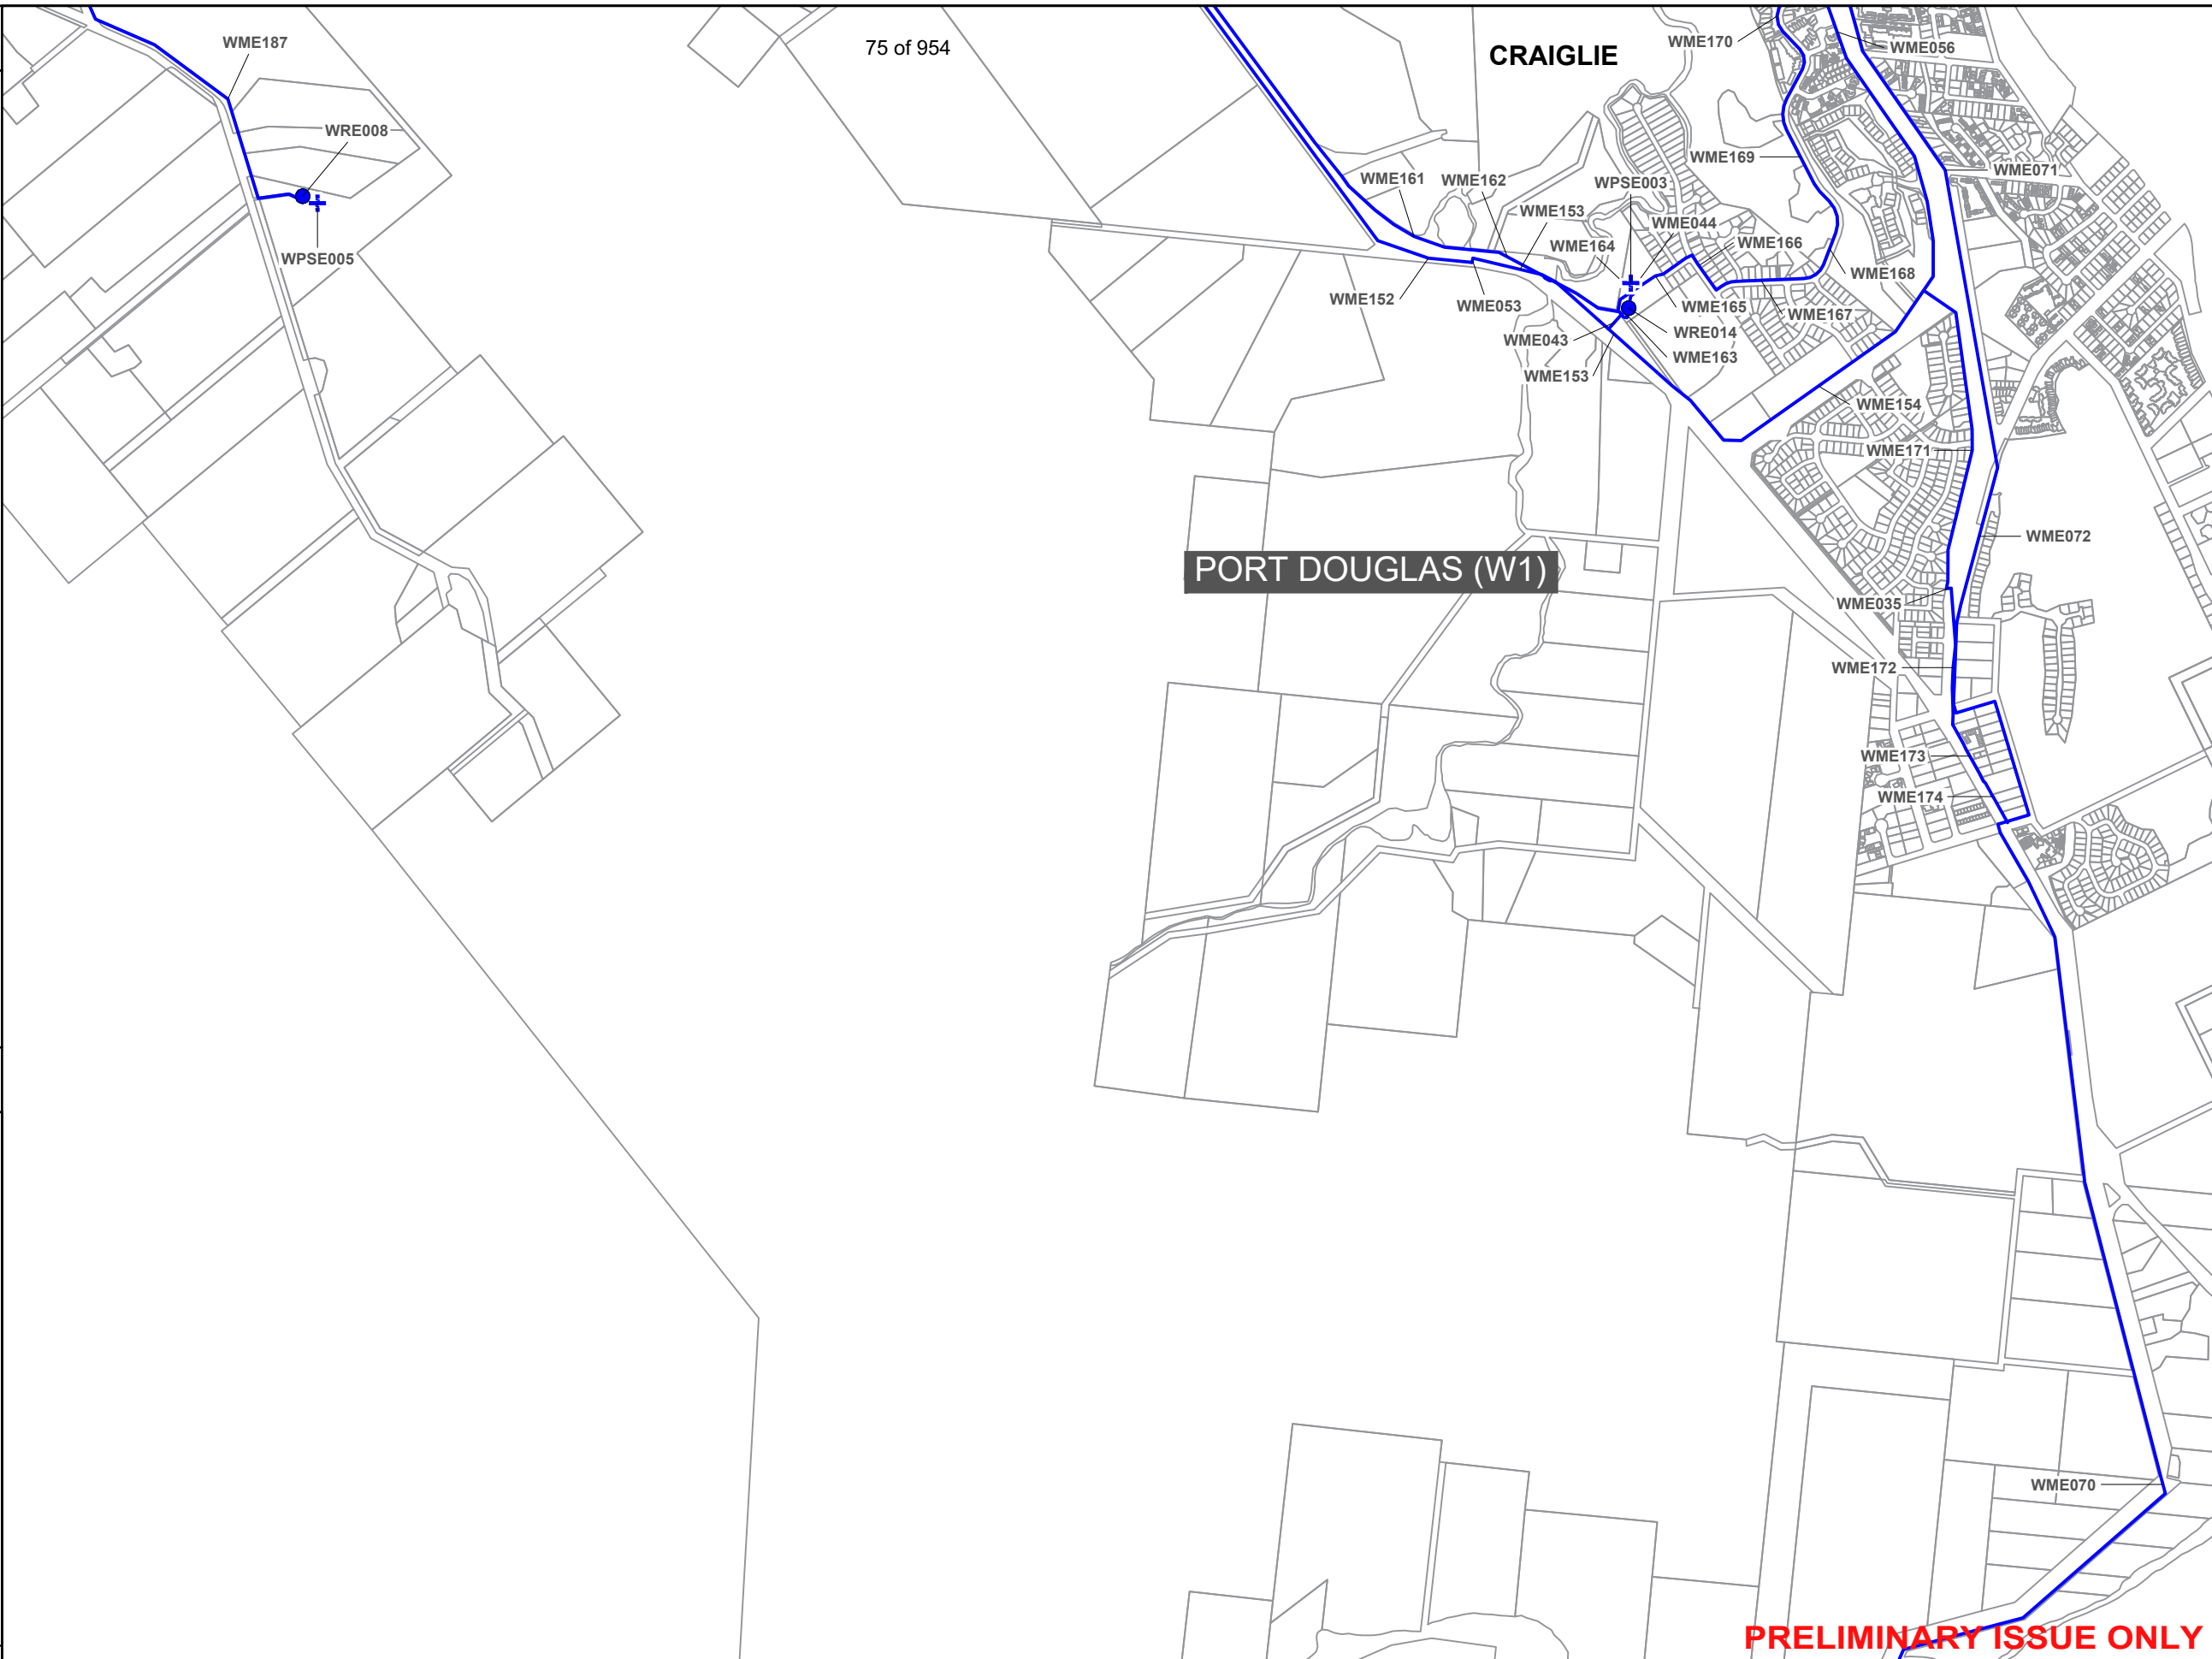 75 of 954
CRAIGLIE
WME187
WME170
WME056
WRE008
WME169
WME071
WME161
WME162
WPSE003
WME153
WME044
WME164
WME166
WPSE005
WME168
WME152
WME053
WME165
WME167
WRE014
WME043
WME163
WME153
WME154
WME171
WME072
PORT DOUGLAS (W1)
WME035
WME172
WME173
WME174
WME070
PRELIMINARY ISSUE ONLY